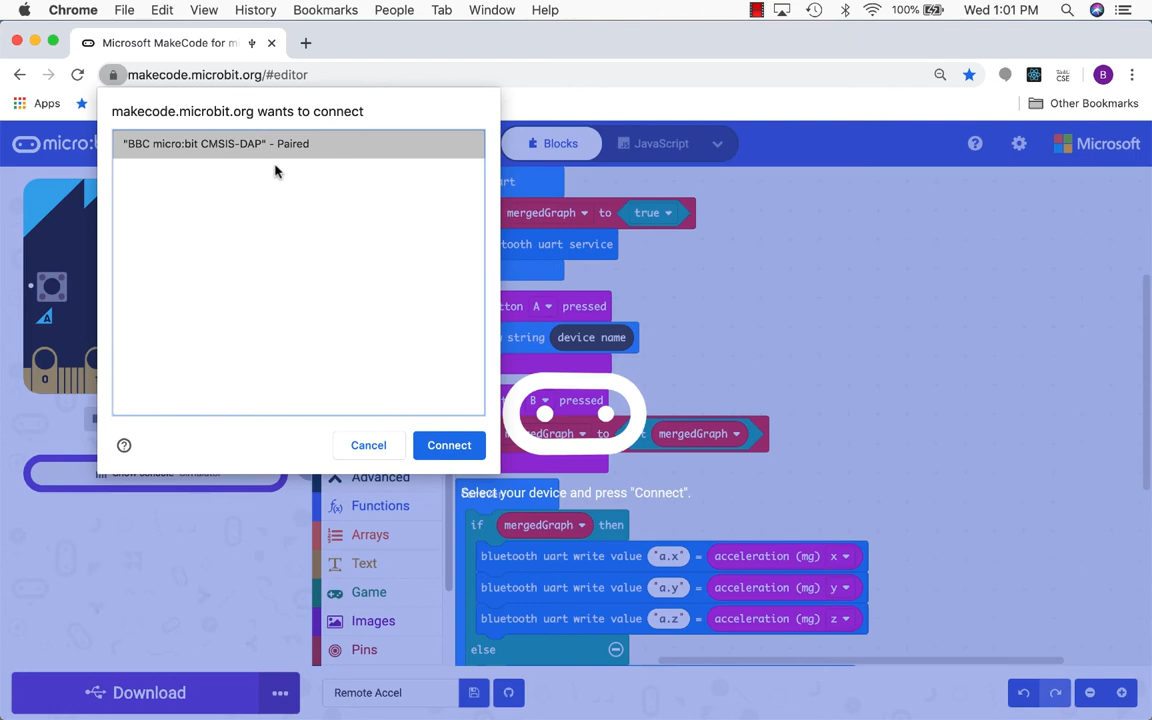 Chrome File Edit View History Bookmarks People Tab Window Help 100% Wed 1:01 PM
Microsoft MakeCode for m
makecode.microbit.org/#editor
B
Apps
Other Bookmarks
makecode.microbit.org wants to connect
"BBC micro:bit CMSIS-DAP" - Paired
Cancel Connect
micro:b
Blocks JavaScript
Microsoft
mergedGraph to true
tooth uart service
A pressed
string device name
B pressed
to mergedGraph
A
0
Select your device and press "Connect".
Advanced
Functions
Arrays
Text
Game
Images
Pins
if mergedGraph then
bluetooth uart write value "a.x" = acceleration (mg) x
bluetooth uart write value "a.y" = acceleration (mg) y
bluetooth uart write value "a.z" = acceleration (mg) z
else
Download
Remote Accel